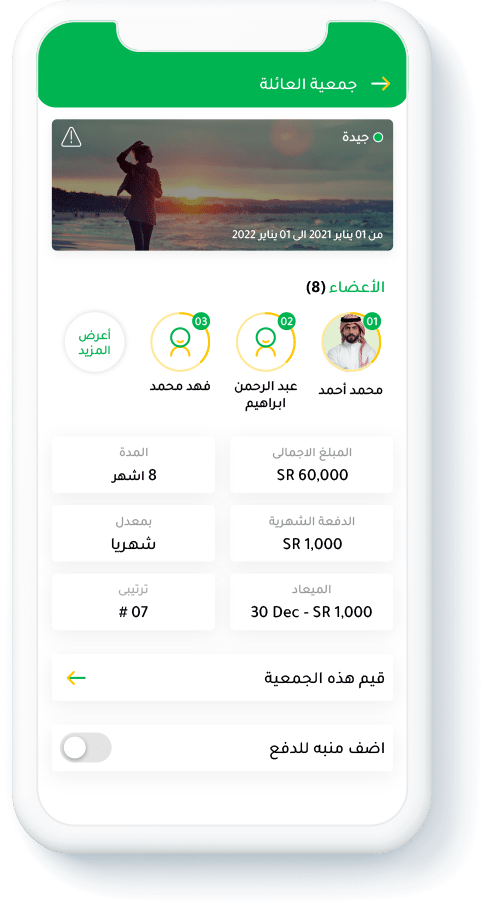 جمعية العائلة
جيدة
من 01 يناير 2021 الى 01 يناير 2022
الأعضاء (8)
01
02
03
محمد أحمد
عبد الرحمن
ابراهيم
فهد محمد
أعرض
المزيد
المبلغ الاجمالى
SR 60,000
المدة
8 اشهر
الدفعة الشهرية
SR 1,000
بمعدل
شهريا
الميعاد
30 Dec - SR 1,000
ترتيبى
# 07
قيم هذه الجمعية
اضف منبه للدفع